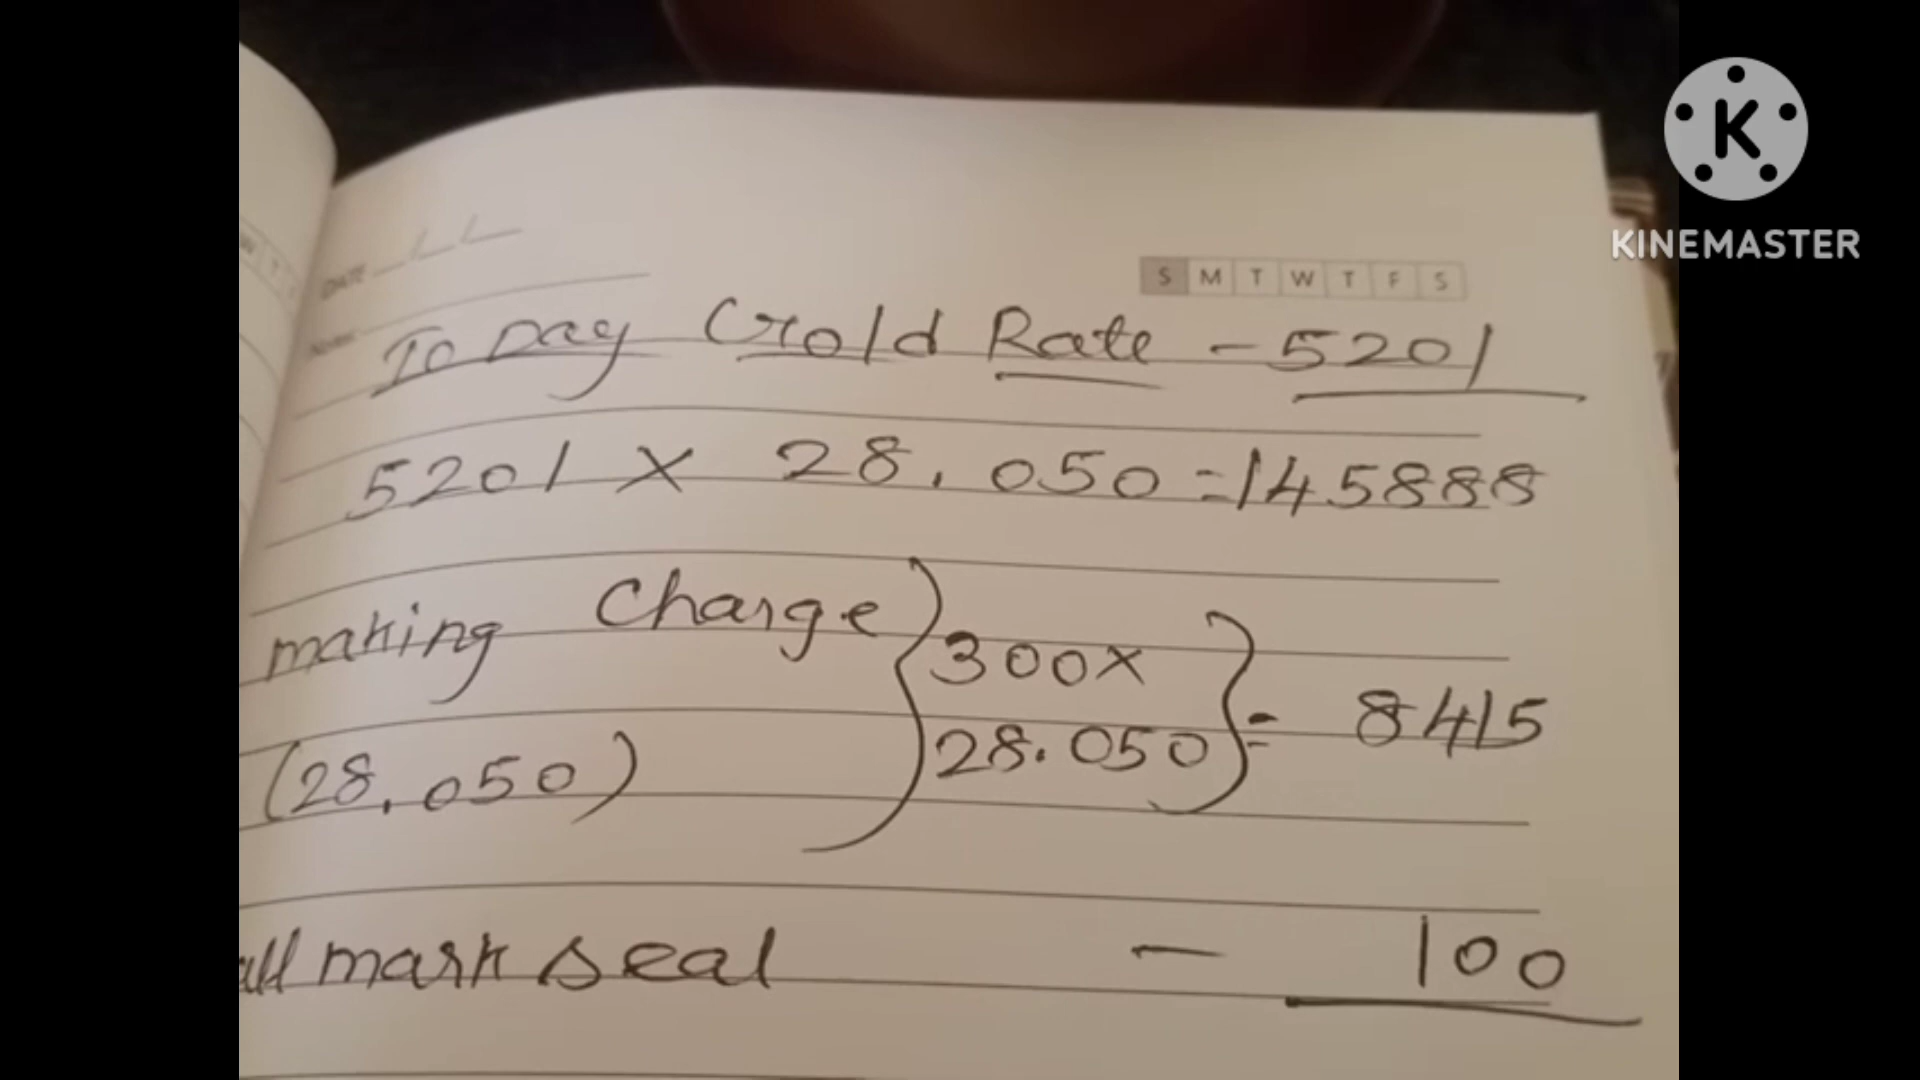 DATE
S M T W T F S
To Day Gold Rate - 5201
5201 X 28.050 = 145888
making Charge
300x
(28.050)
28.050
= 8415
all mark seal - 100
K
KINEMASTER